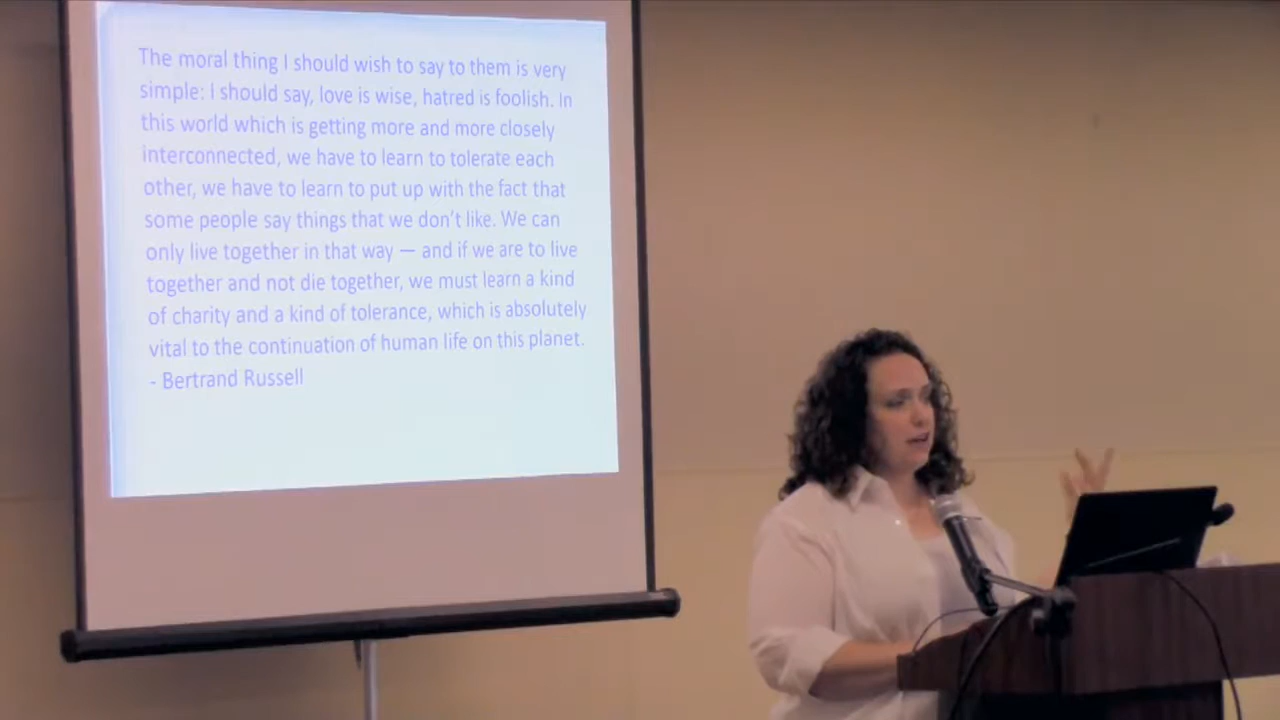 The moral thing I should wish to say to them is very
simple: I should say, love is wise, hatred is foolish. In
this world which is getting more and more closely
interconnected, we have to learn to tolerate each
other, we have to learn to put up with the fact that
some people say things that we don't like. We can
only live together in that way — and if we are to live
together and not die together, we must learn a kind
of charity and a kind of tolerance, which is absolutely
vital to the continuation of human life on this planet.
- Bertrand Russell